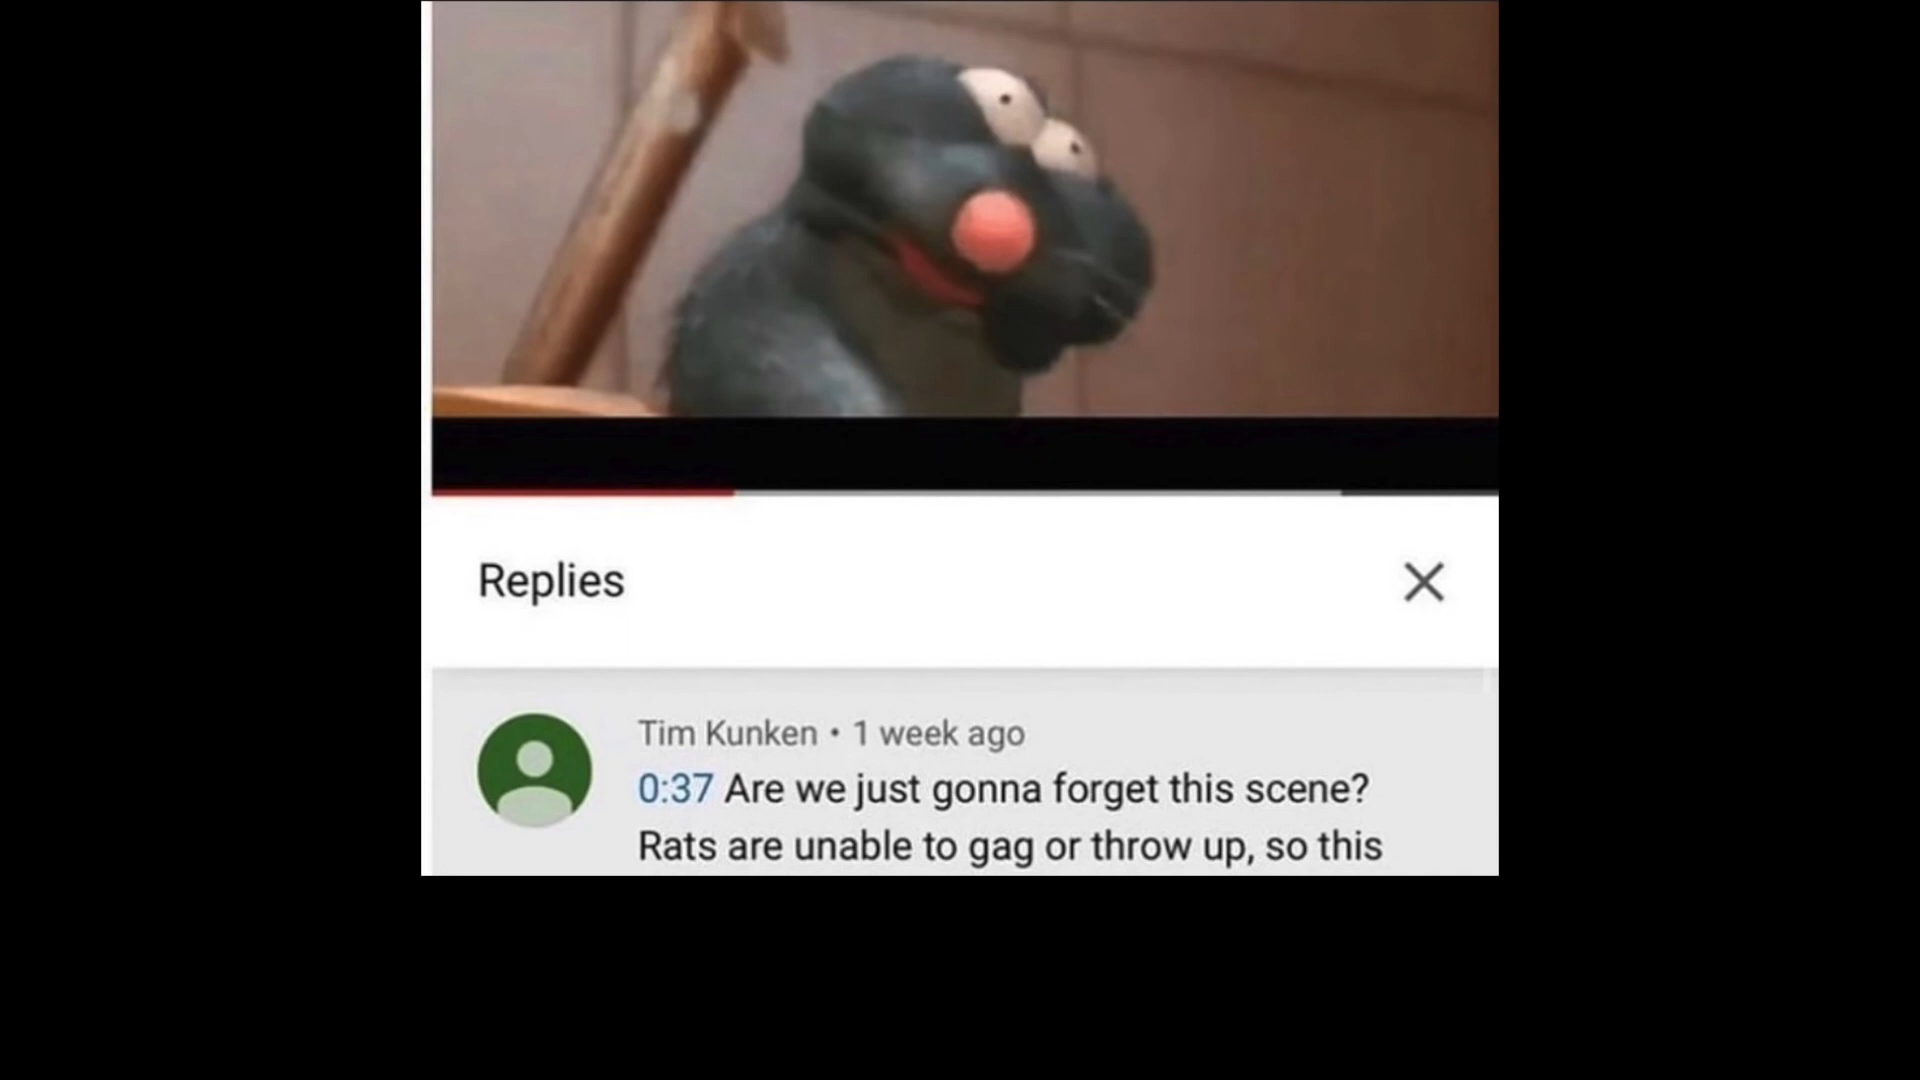 Replies
Tim Kunken • 1 week ago
0:37 Are we just gonna forget this scene?
Rats are unable to gag or throw up, so this